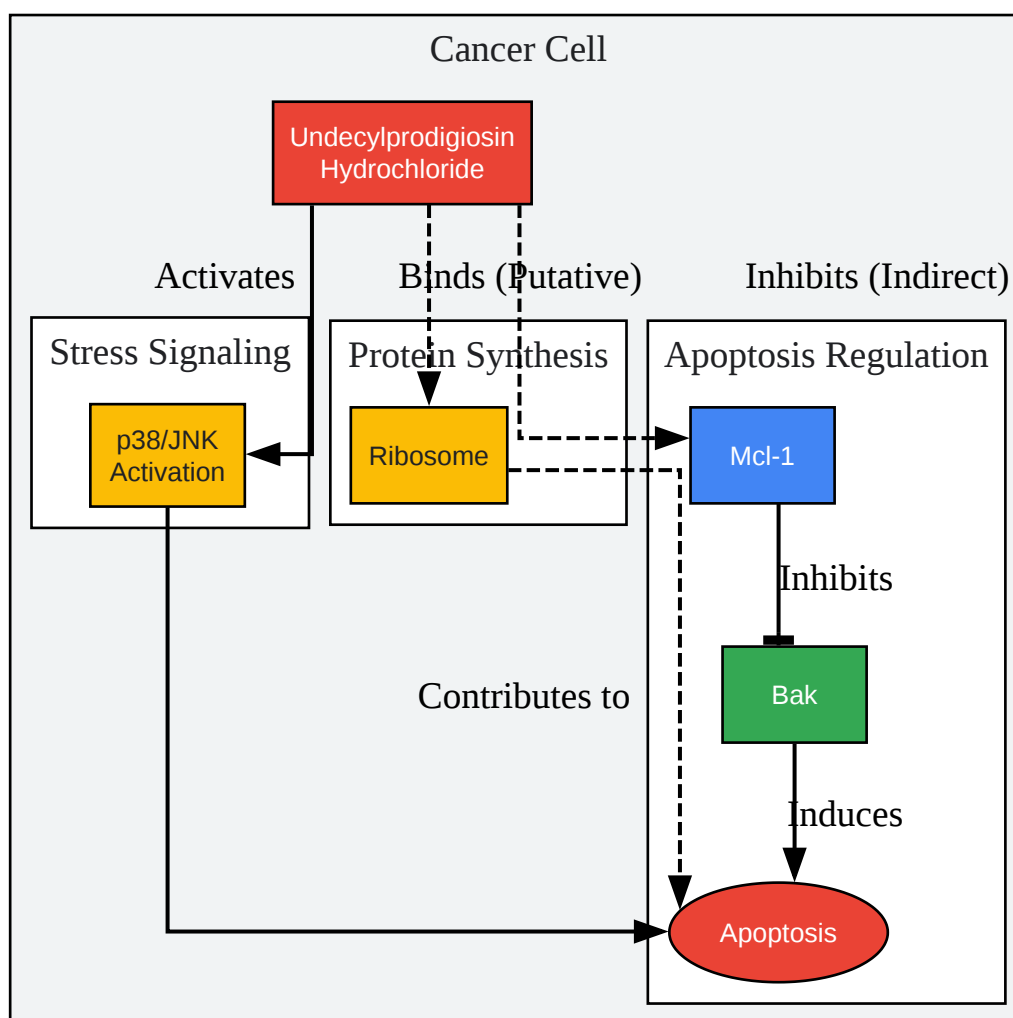 Cancer Cell
Undecylprodigiosin
Hydrochloride
Activates
Binds (Putative)
Inhibits (Indirect)
Stress Signaling
Protein Synthesis
Apoptosis Regulation
p38/JNK
Activation
Ribosome
Mcl-1
Inhibits
Contributes to
Bak
Induces
Apoptosis